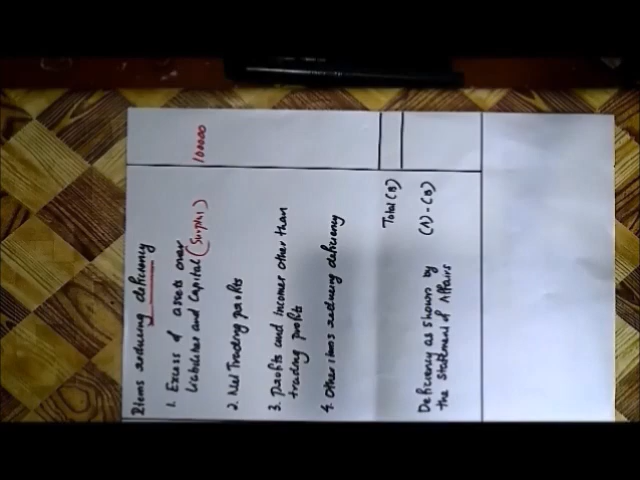 Items reducing deficiency
1. Excess of assets over
Liabilities and Capital (Surplus) 100000
2. Net Trading profits
3. profits and Incomes other than
trading profits
4. Other items reducing deficiency
Total (B)
Deficiency as shown by (A) - (B)
the statement of Affairs